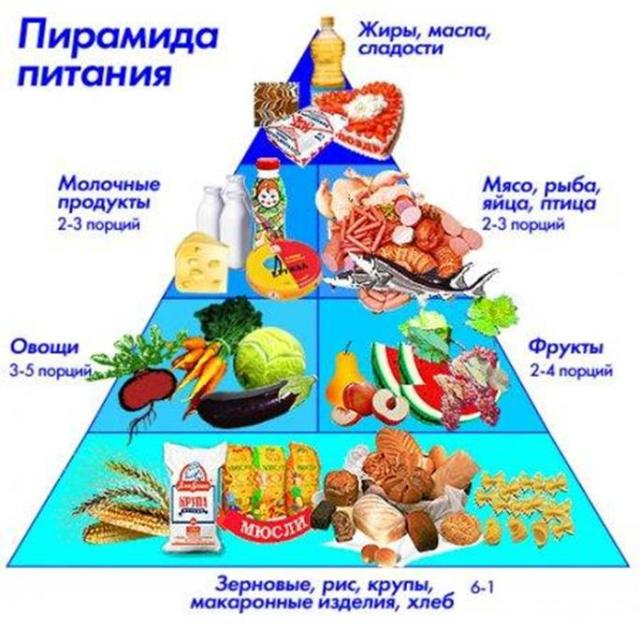 Пирамида
питания
Жиры, масла,
сладости
Молочные
продукты
2-3 порций
Мясо, рыба,
яйца, птица
2-3 порций
Овощи
3-5 порций
Фрукты
2-4 порций
КРУПА
МЮСЛИ
Зерновые, рис, крупы,
макаронные изделия, хлеб
6-1